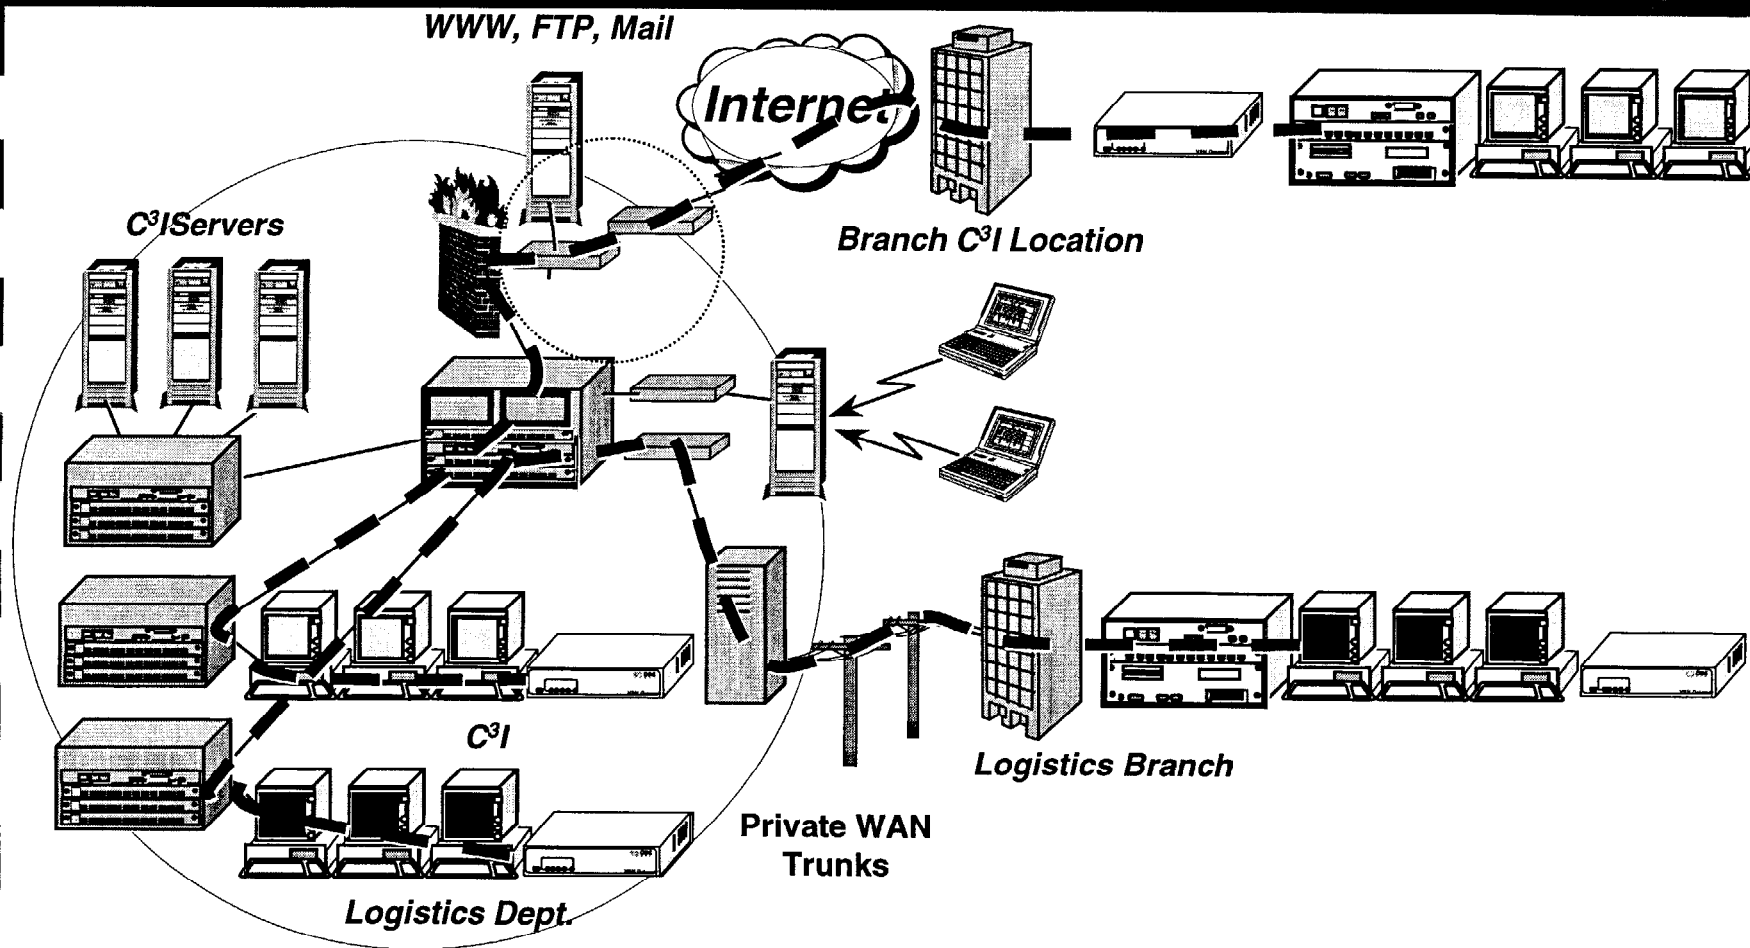 WWW, FTP, Mail
Internet
C³IServers
Branch C³I Location
C³I
Logistics Branch
Private WAN
Trunks
Logistics Dept.